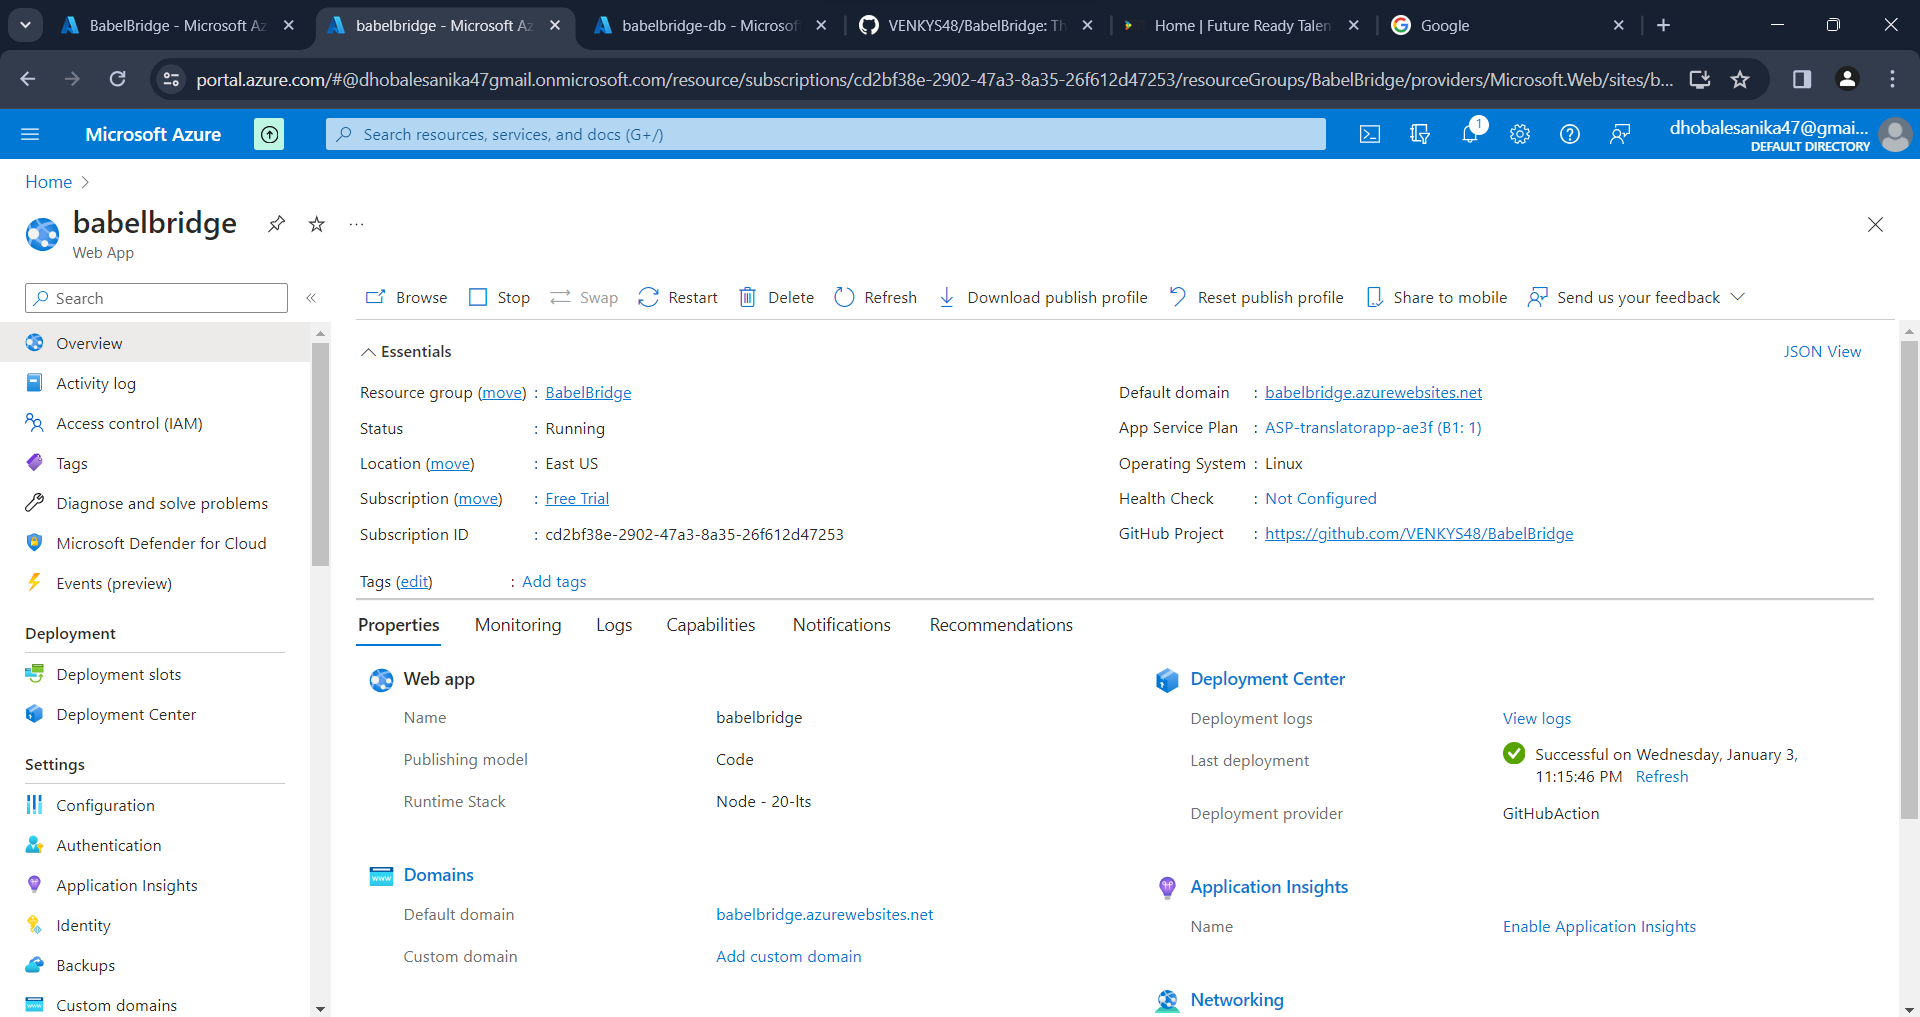 BabelBridge - Microsoft Az
babelbridge - Microsoft Az
babelbridge-db - Microsof
VENKYS48/BabelBridge: Th
Home | Future Ready Talen
Google
portal.azure.com/#@dhobalesanika47gmail.onmicrosoft.com/resource/subscriptions/cd2bf38e-2902-47a3-8a35-26f612d47253/resourceGroups/BabelBridge/providers/Microsoft.Web/sites/b...
Microsoft Azure
Search resources, services, and docs (G+/)
1
dhobalesanika47@gmai...
DEFAULT DIRECTORY
Home
babelbridge
...
Web App
Search
Browse
Stop
Swap
Restart
Delete
Refresh
Download publish profile
Reset publish profile
Share to mobile
Send us your feedback
Overview
Activity log
Access control (IAM)
Tags
Diagnose and solve problems
Microsoft Defender for Cloud
Events (preview)
Deployment
Deployment slots
Deployment Center
Settings
Configuration
Authentication
Application Insights
Identity
Backups
Custom domains
Essentials
JSON View
Resource group (move) : BabelBridge
Status : Running
Location (move) : East US
Subscription (move) : Free Trial
Subscription ID : cd2bf38e-2902-47a3-8a35-26f612d47253
Default domain : babelbridge.azurewebsites.net
App Service Plan : ASP-translatorapp-ae3f (B1: 1)
Operating System : Linux
Health Check : Not Configured
GitHub Project : https://github.com/VENKYS48/BabelBridge
Tags (edit) : Add tags
Properties
Monitoring
Logs
Capabilities
Notifications
Recommendations
Web app
Name babelbridge
Publishing model Code
Runtime Stack Node - 20-lts
Domains
Default domain babelbridge.azurewebsites.net
Custom domain Add custom domain
Deployment Center
Deployment logs View logs
Last deployment Successful on Wednesday, January 3,
11:15:46 PM Refresh
Deployment provider GitHubAction
Application Insights
Name Enable Application Insights
Networking